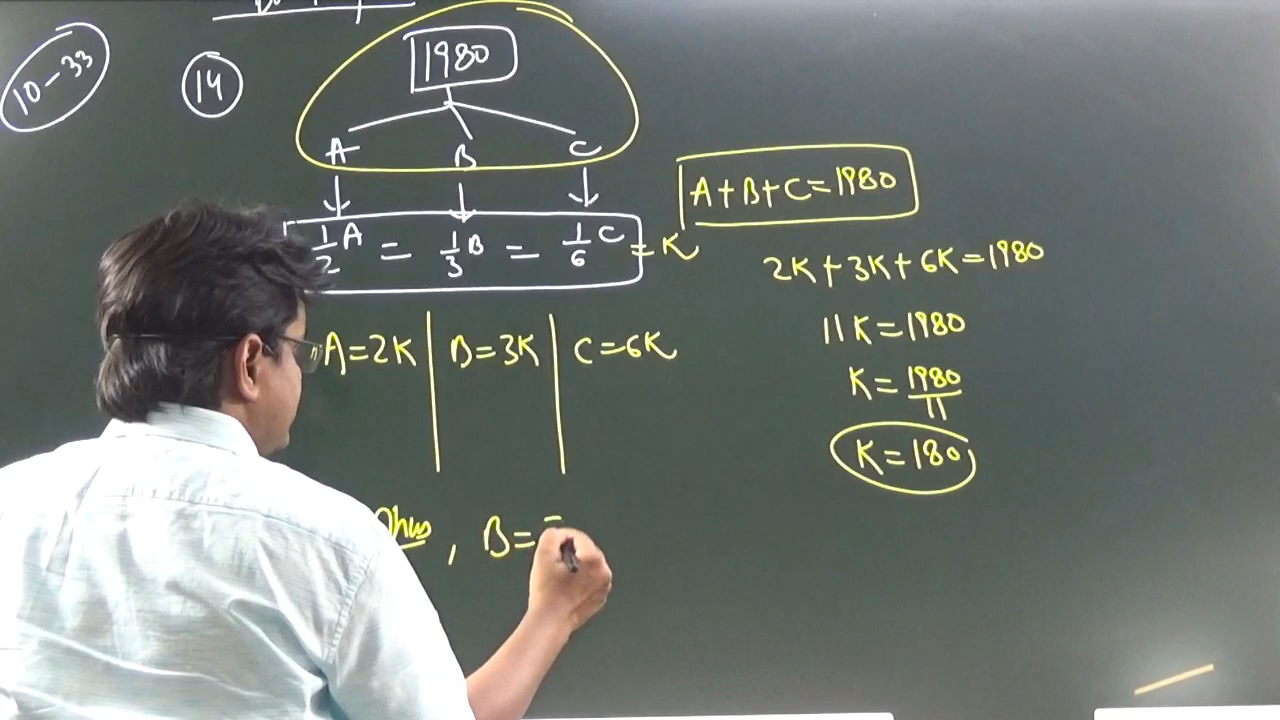 10-33
14
1980
A B C
A+B+C=1980
1/2 A = 1/3 B = 1/6 C = K
2K+3K+6K=1980
11K=1980
A=2K | B=3K | C=6K
K=1980/11
K=180
Thus, B=